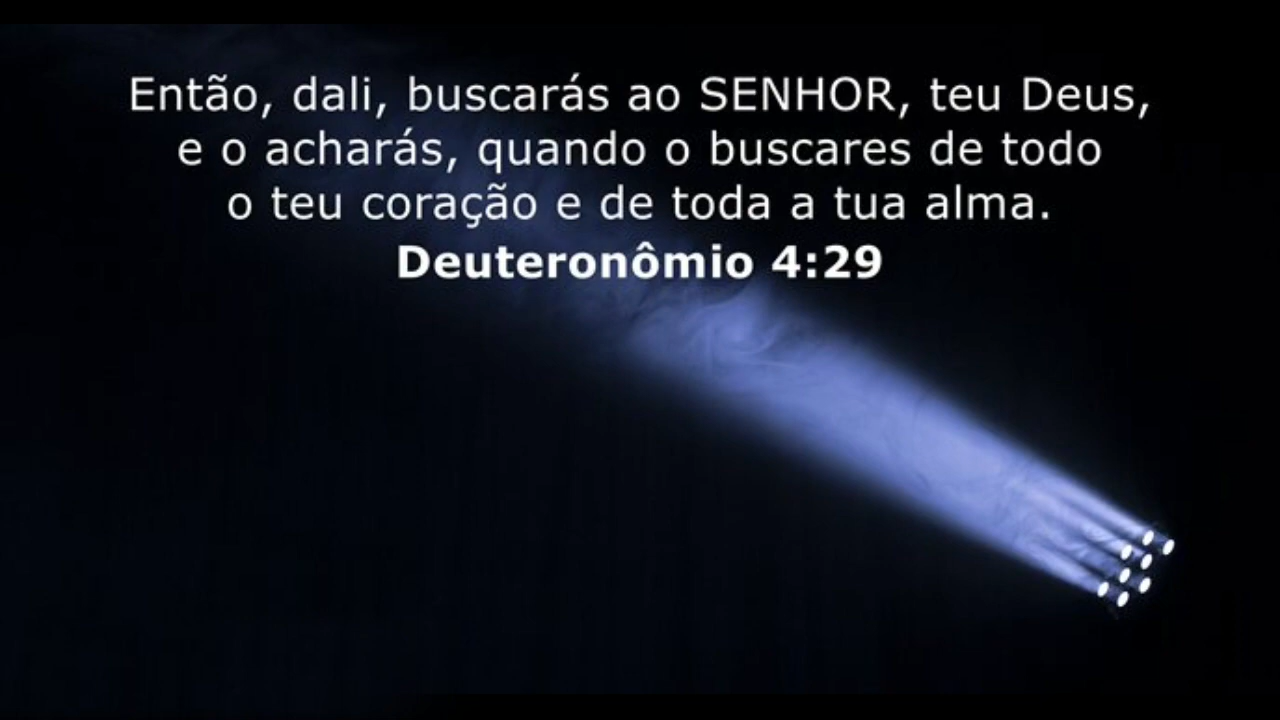 Então, dali, buscarás ao SENHOR, teu Deus,
e o acharás, quando o buscares de todo
o teu coração e de toda a tua alma.
Deuteronômio 4:29